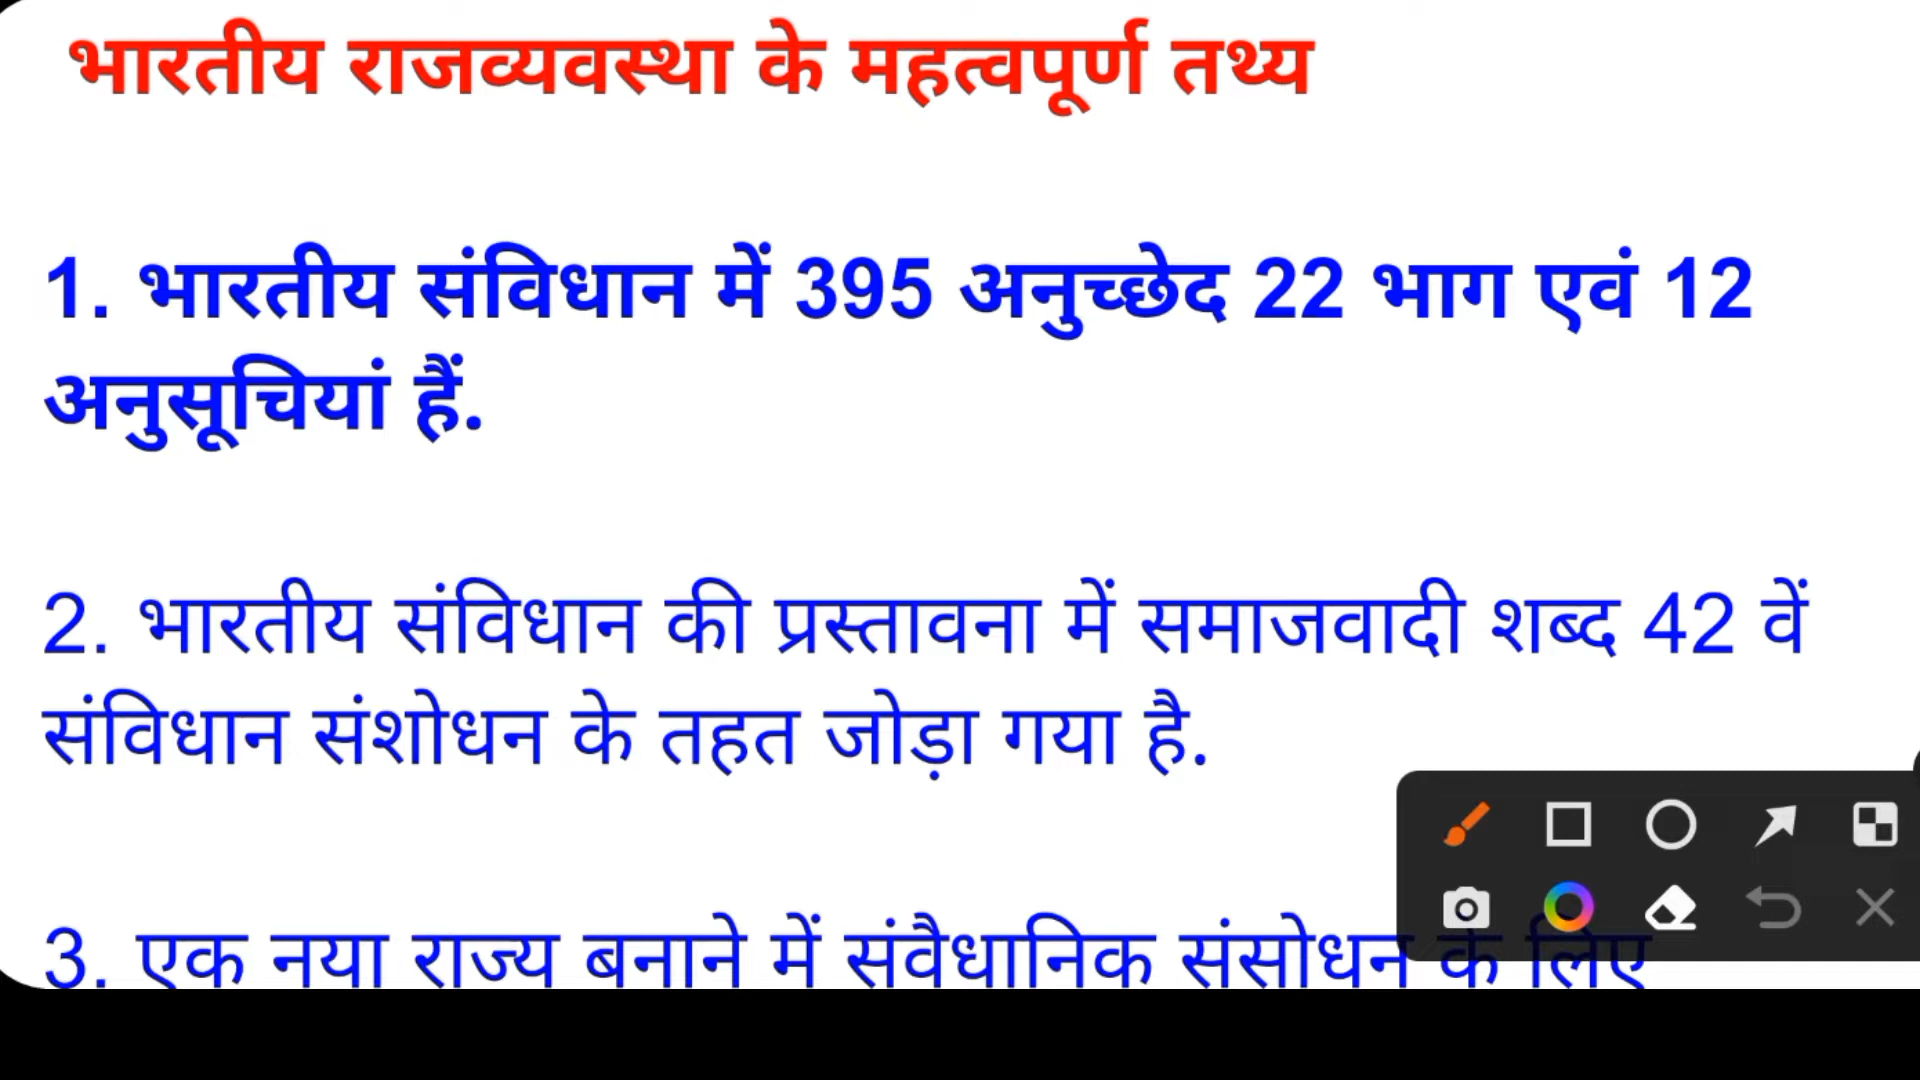 भारतीय राजव्यवस्था के महत्वपूर्ण तथ्य
1. भारतीय संविधान में 395 अनुच्छेद 22 भाग एवं 12
अनुसूचियां हैं.
2. भारतीय संविधान की प्रस्तावना में समाजवादी शब्द 42 वें
संविधान संशोधन के तहत जोड़ा गया है.
3. एक नया राज्य बनाने में संवैधानिक संसोधन के लिए